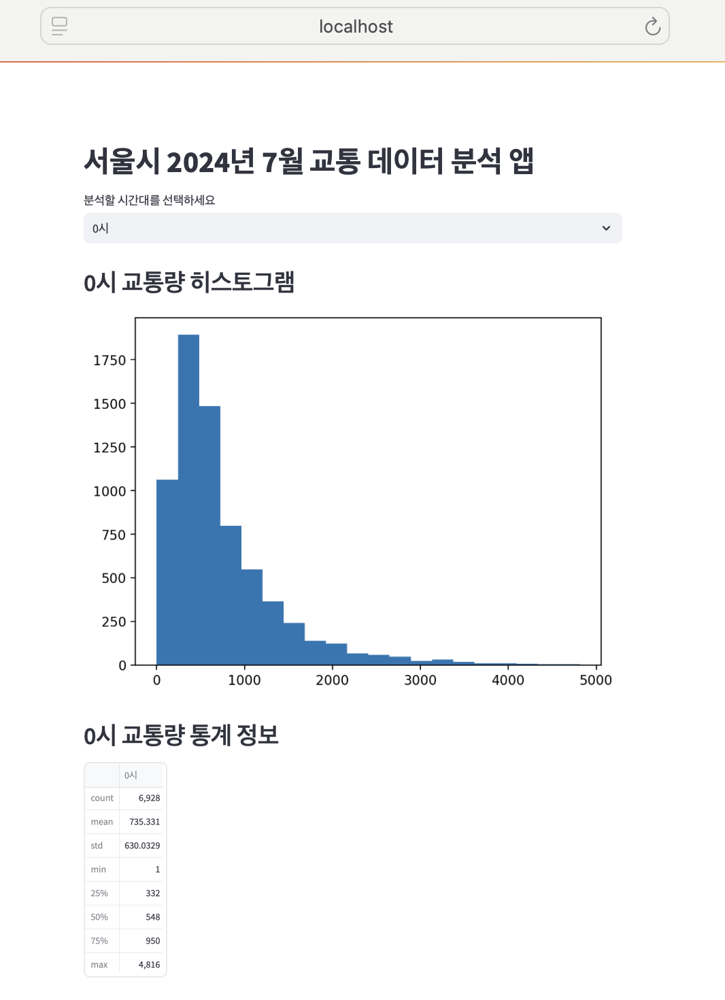 localhost
서울시 2024년 7월 교통 데이터 분석 앱
분석할 시간대를 선택하세요
0시
0시 교통량 히스토그램
1750
1500
1250
1000
750
500
250
0
0 1000 2000 3000 4000 5000
0시 교통량 통계 정보
0시
count 6,928
mean 735.331
std 630.0329
min 1
25% 332
50% 548
75% 950
max 4,816